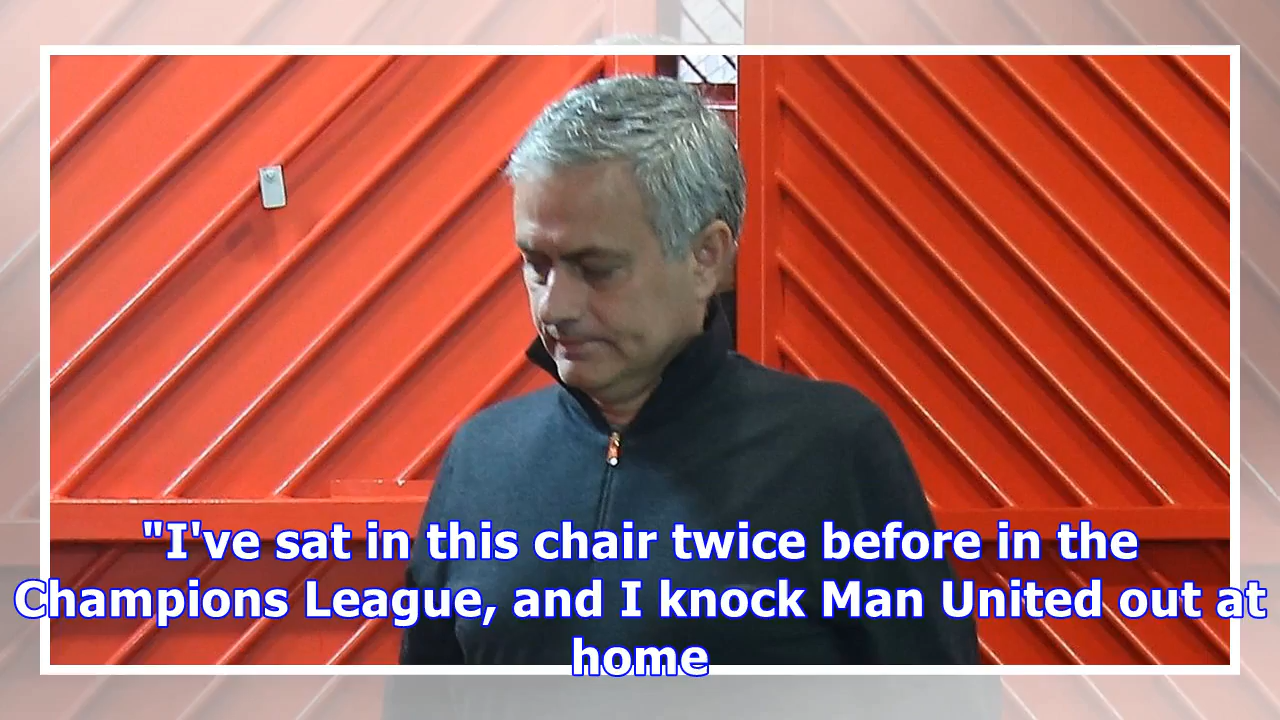 "I've sat in this chair twice before in the
Champions League, and I knock Man United out at
home